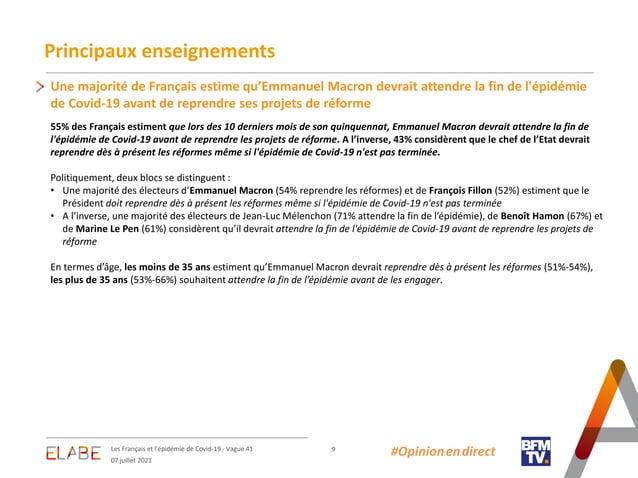 Principaux enseignements
Une majorité de Français estime qu’Emmanuel Macron devrait attendre la fin de l'épidémie
de Covid-19 avant de reprendre ses projets de réforme
55% des Français estiment que lors des 10 derniers mois de son quinquennat, Emmanuel Macron devrait attendre la fin de
l'épidémie de Covid-19 avant de reprendre les projets de réforme. A l’inverse, 43% considèrent que le chef de l’Etat devrait
reprendre dès à présent les réformes même si l'épidémie de Covid-19 n'est pas terminée.
Politiquement, deux blocs se distinguent :
• Une majorité des électeurs d’Emmanuel Macron (54% reprendre les réformes) et de François Fillon (52%) estiment que le
Président doit reprendre dès à présent les réformes même si l'épidémie de Covid-19 n'est pas terminée
• A l’inverse, une majorité des électeurs de Jean-Luc Mélenchon (71% attendre la fin de l’épidémie), de Benoît Hamon (67%) et
de Marine Le Pen (61%) considèrent qu’il devrait attendre la fin de l'épidémie de Covid-19 avant de reprendre les projets de
réforme
En termes d’âge, les moins de 35 ans estiment qu’Emmanuel Macron devrait reprendre dès à présent les réformes (51%-54%),
les plus de 35 ans (53%-66%) souhaitent attendre la fin de l’épidémie avant de les engager.
ELABE
Les Français et l'épidémie de Covid-19 - Vague 41
07 juillet 2021
9
#Opinionendirect
BFM
TV.